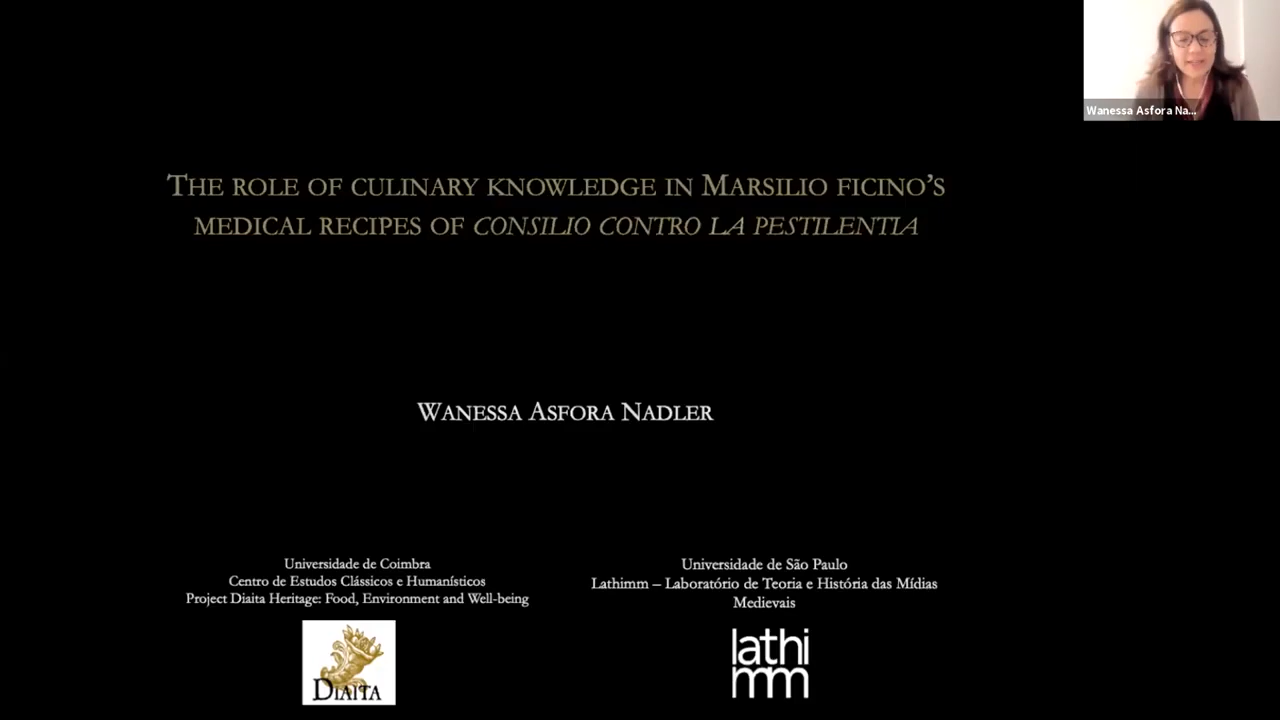 Wanessa Asfora Na...
THE ROLE OF CULINARY KNOWLEDGE IN MARSILIO FICINO'S
MEDICAL RECIPES OF CONSILIO CONTRO LA PESTILENTIA
WANESSA ASFORA NADLER
Universidade de Coimbra
Centro de Estudos Clássicos e Humanísticos
Project Diaita Heritage: Food, Environment and Well-being
DIAITA
Universidade de São Paulo
Lathimm – Laboratório de Teoria e História das Mídias
Medievais
lathi
mm